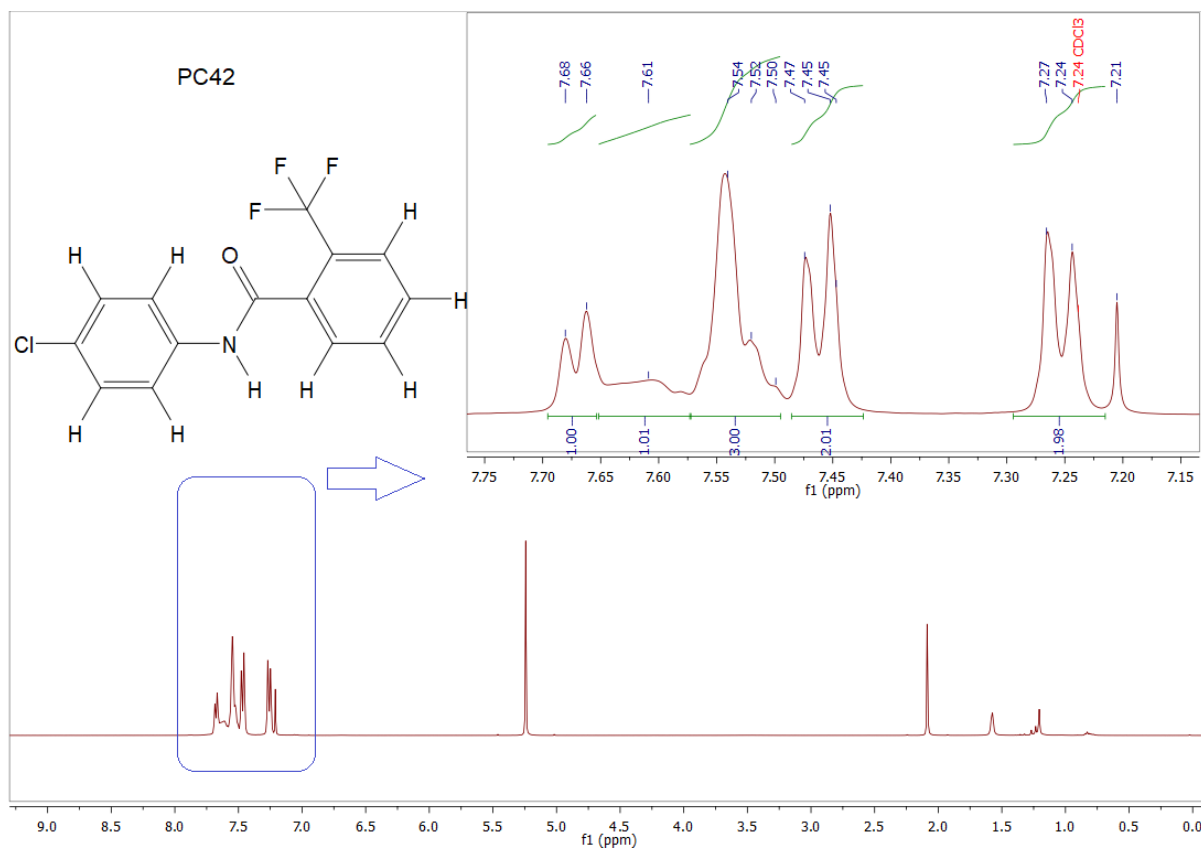 PC42
F F
F
H
H H
O
H
Cl
N
H
H
H
H H
7.68
7.66
7.61
7.54
7.52
7.50
7.47
7.45
7.45
7.27
7.24
7.24 CDCl3
7.21
1.00
1.01
3.00
2.01
1.98
7.75 7.70 7.65 7.60 7.55 7.50 7.45 7.40 7.35 7.30 7.25 7.20 7.15
f1 (ppm)
9.0 8.5 8.0 7.5 7.0 6.5 6.0 5.5 5.0 4.5 4.0 3.5 3.0 2.5 2.0 1.5 1.0 0.5 0.0
f1 (ppm)